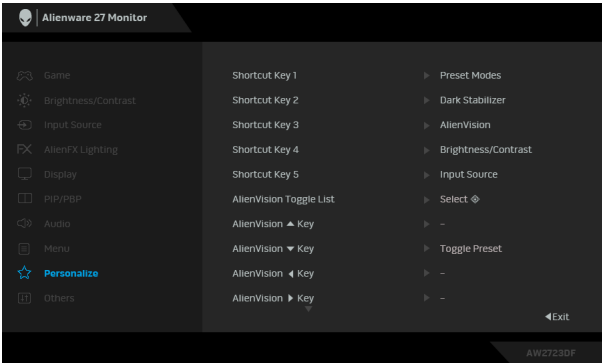 Alienware 27 Monitor
Game
Brightness/Contrast
Input Source
AlienFX Lighting
Display
PIP/PBP
Audio
Menu
Personalize
Others
Shortcut Key 1 Preset Modes
Shortcut Key 2 Dark Stabilizer
Shortcut Key 3 AlienVision
Shortcut Key 4 Brightness/Contrast
Shortcut Key 5 Input Source
AlienVision Toggle List Select
AlienVision ▲ Key –
AlienVision ▼ Key Toggle Preset
AlienVision ◀ Key –
AlienVision ▶ Key –
◀Exit
AW2723DF